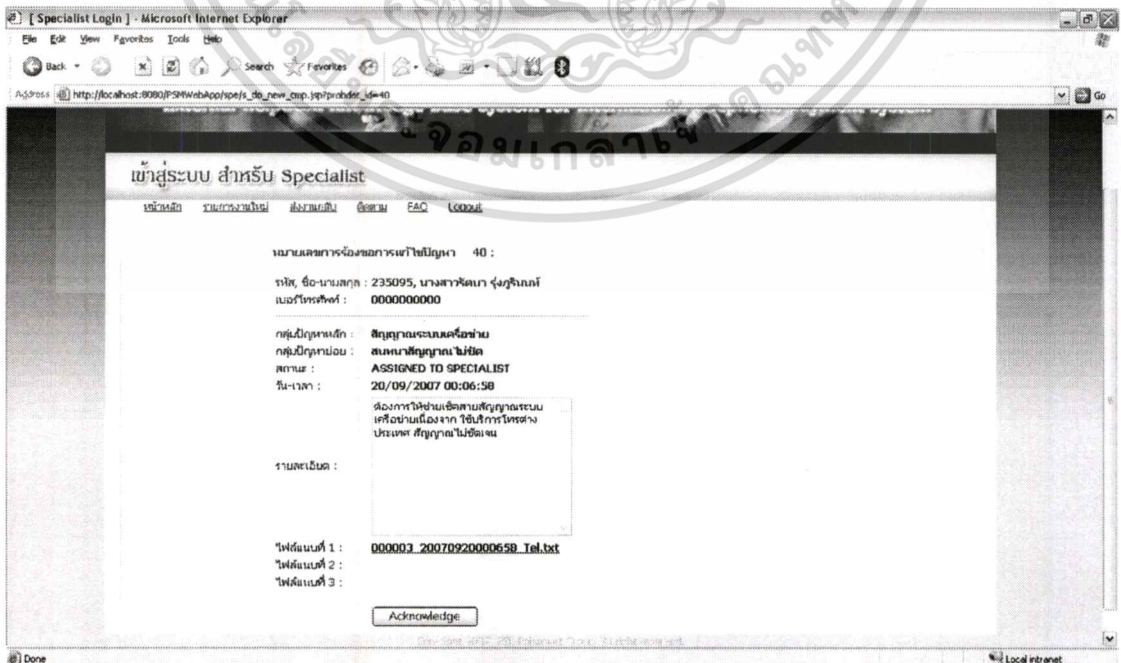 [ Specialist Login ] - Microsoft Internet Explorer
File Edit View Favorites Tools Help
Back Search Favorites
Address http://localhost:8080/PSMWebApp/spe/s_do_new_cmp.jsp?probdet_id=40 Go
เข้าสู่ระบบ สำหรับ Specialist
หน้าหลัก รายการงานใหม่ ส่งงานกลับ ติดตาม FAQ Logout
หมายเลขการร้องขอการแก้ไขปัญหา 40 :
รหัส, ชื่อ-นามสกุล : 235095, นางสาวรัตนา
เบอร์โทรศัพท์ : 0000000000
กลุ่มปัญหาหลัก : สัญญาณระบบเครือข่าย
กลุ่มปัญหาย่อย : สนทนาสัญญาณไม่ชัด
สถานะ : ASSIGNED TO SPECIALIST
วัน-เวลา : 20/09/2007 00:06:58
ต้องการให้ช่วยเช็คสายสัญญาณระบบ
เครือข่ายเนื่องจาก ใช้บริการโทรต่าง
ประเทศ สัญญาณไม่ชัดเจน
รายละเอียด :
ไฟล์แนบที่ 1 : 000003_20070920000658_Tel.txt
ไฟล์แนบที่ 2 :
ไฟล์แนบที่ 3 :
Acknowledge
Done Local intranet